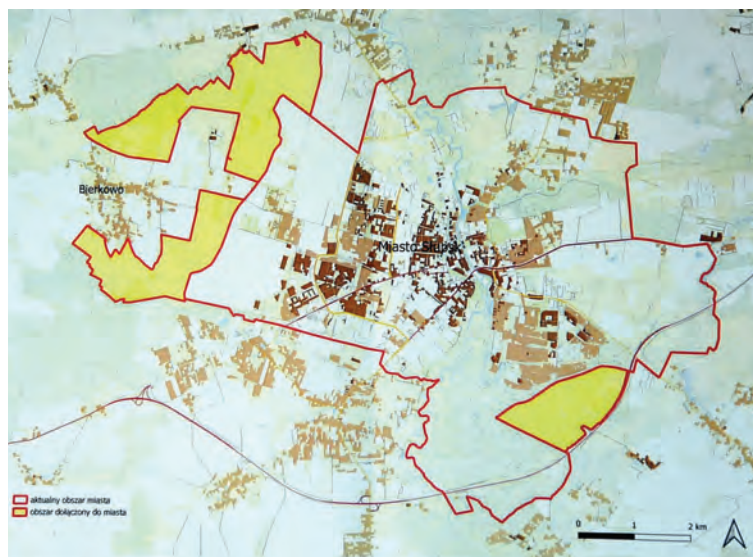 Bierkowo
Miasto Słupsk
aktualny obszar miasta
obszar dołączony do miasta
0 1 2 km